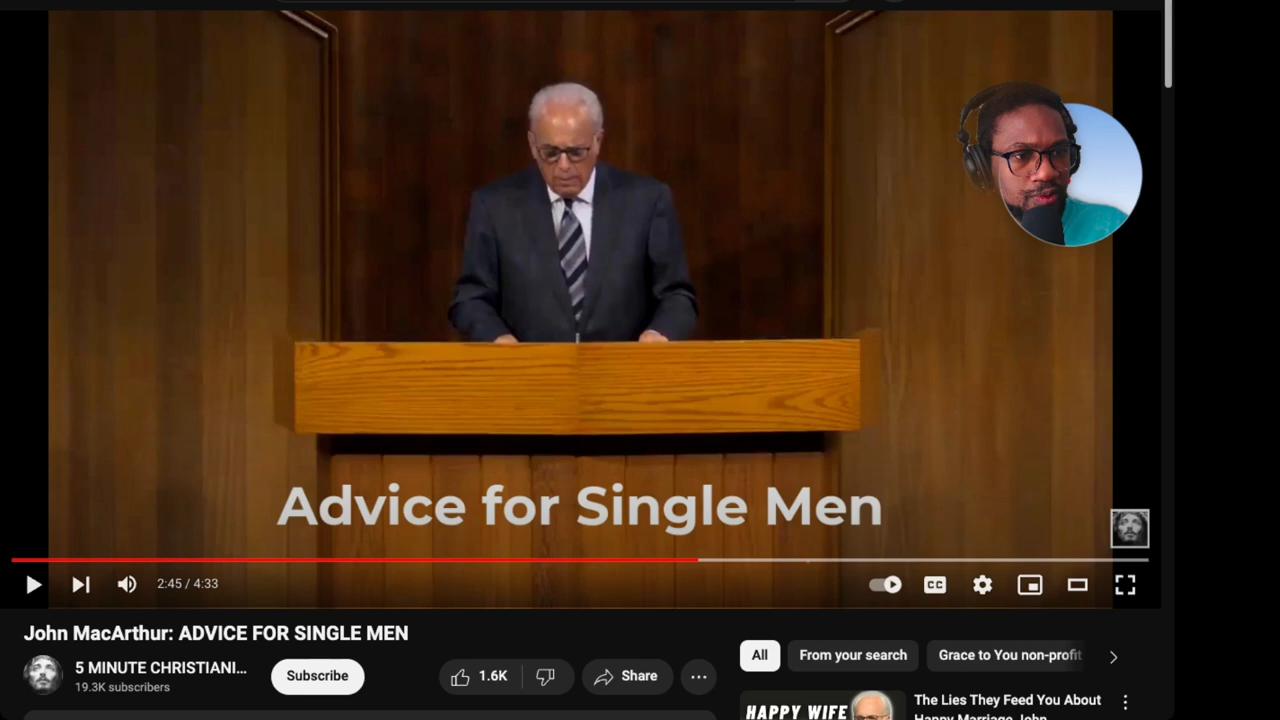 Advice for Single Men
2:45 / 4:33
CC
John MacArthur: ADVICE FOR SINGLE MEN
5 MINUTE CHRISTIANI...
19.3K subscribers
Subscribe
1.6K
Share
All
From your search
Grace to You non-profit
HAPPY WIFE
The Lies They Feed You About
Happy Marriage John